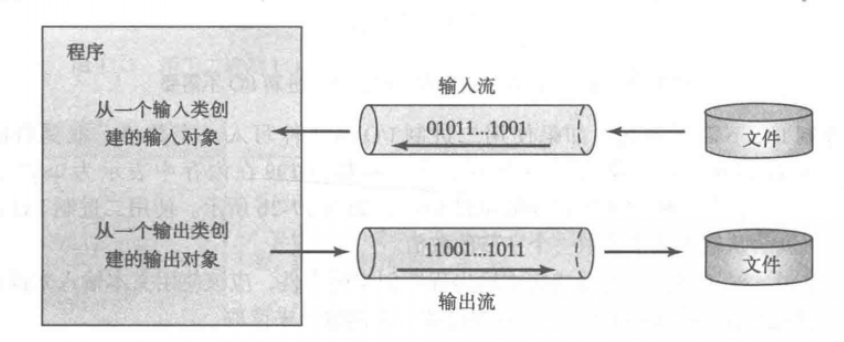 程序
输入流
从一个输入类创
建的输入对象
01011...1001
文件
从一个输出类创
建的输出对象
11001...1011
文件
输出流